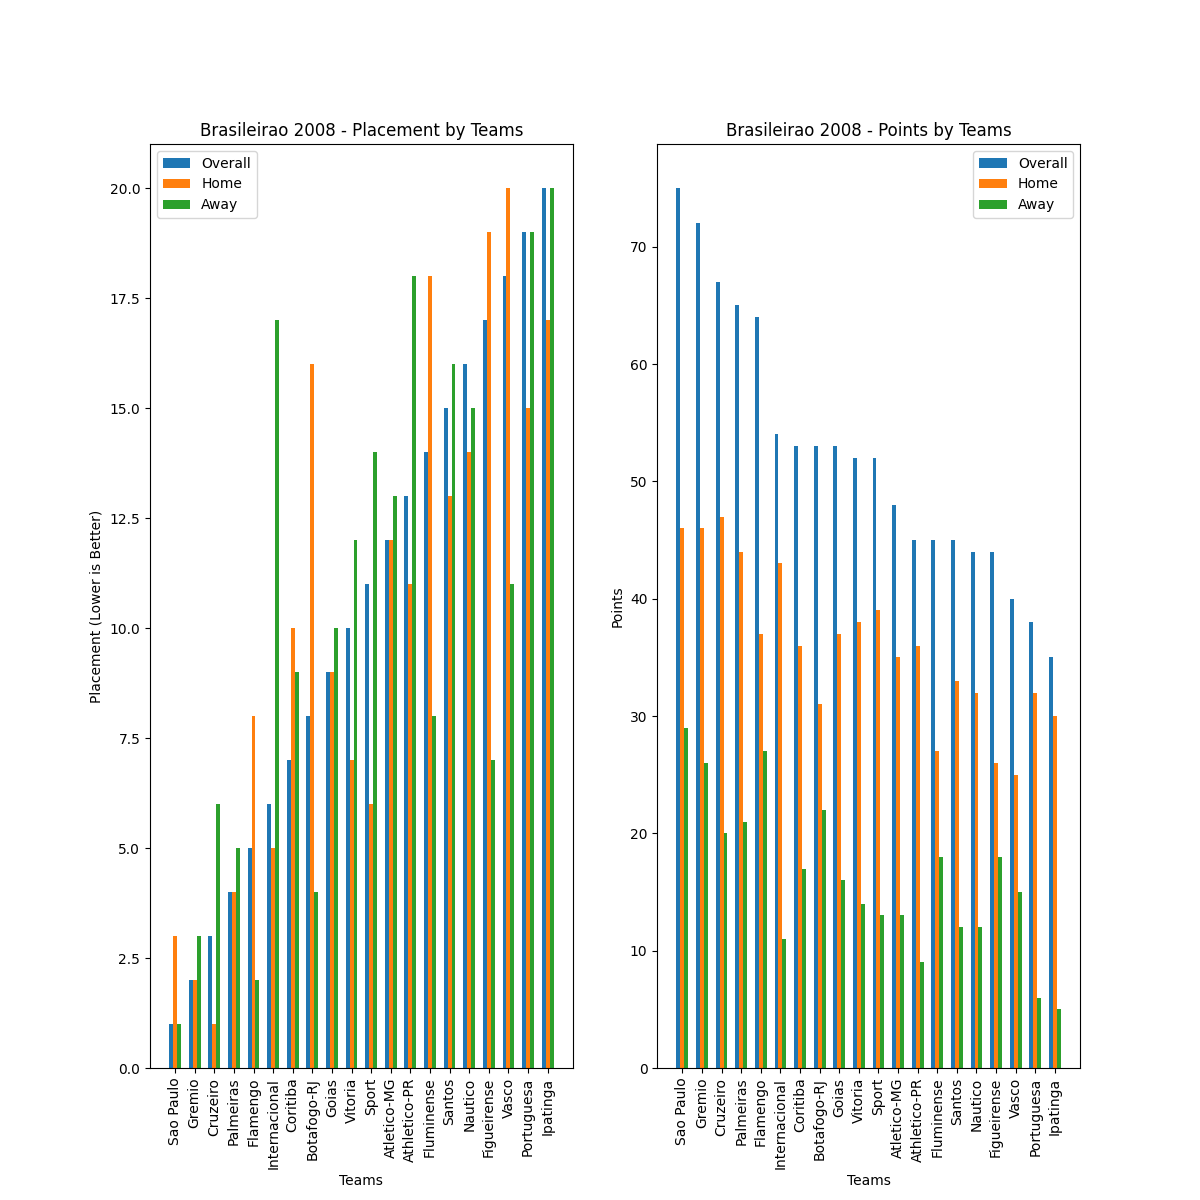 Brasileirao 2008 - Placement by Teams
Overall
Home
Away
Placement (Lower is Better)
20.0
17.5
15.0
12.5
10.0
7.5
5.0
2.5
0.0
Sao Paulo
Gremio
Cruzeiro
Palmeiras
Flamengo
Internacional
Coritiba
Botafogo-RJ
Goias
Vitoria
Sport
Atletico-MG
Athletico-PR
Fluminense
Santos
Nautico
Figueirense
Vasco
Portuguesa
Ipatinga
Teams
Brasileirao 2008 - Points by Teams
Overall
Home
Away
Points
70
60
50
40
30
20
10
0
Sao Paulo
Gremio
Cruzeiro
Palmeiras
Flamengo
Internacional
Coritiba
Botafogo-RJ
Goias
Vitoria
Sport
Atletico-MG
Athletico-PR
Fluminense
Santos
Nautico
Figueirense
Vasco
Portuguesa
Ipatinga
Teams